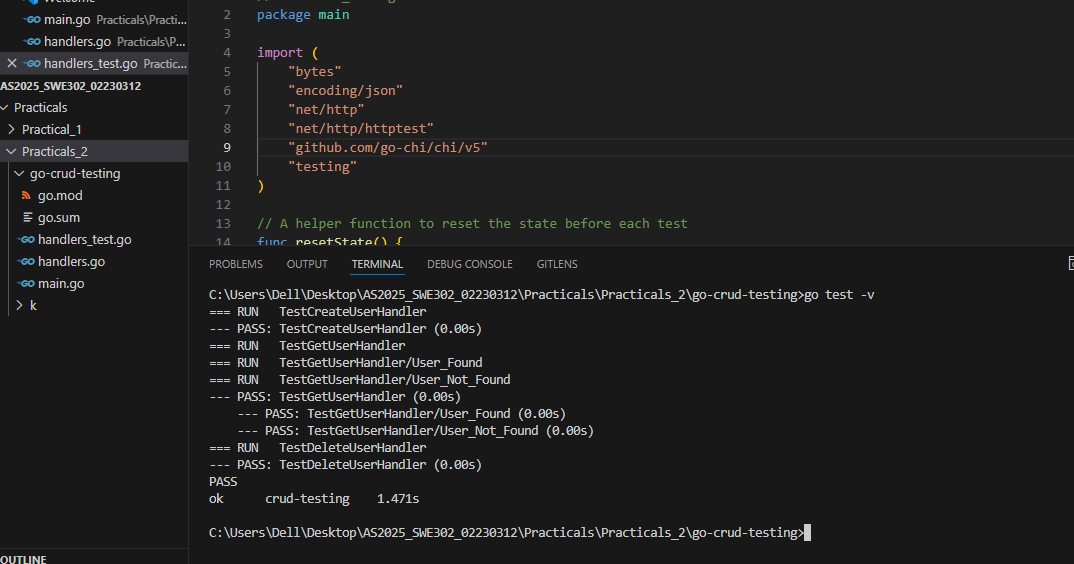 main.go Practicals\Practi...
handlers.go Practicals\P...
handlers_test.go Practic...
AS2025_SWE302_02230312
Practicals
Practical_1
Practicals_2
go-crud-testing
go.mod
go.sum
handlers_test.go
handlers.go
main.go
k
OUTLINE
2 package main
3
4 import (
5 "bytes"
6 "encoding/json"
7 "net/http"
8 "net/http/httptest"
9 "github.com/go-chi/chi/v5"
10 "testing"
11 )
12
13 // A helper function to reset the state before each test
14 func resetState() {
PROBLEMS OUTPUT TERMINAL DEBUG CONSOLE GITLENS
C:\Users\Dell\Desktop\AS2025_SWE302_02230312\Practicals\Practicals_2\go-crud-testing>go test -v
=== RUN TestCreateUserHandler
--- PASS: TestCreateUserHandler (0.00s)
=== RUN TestGetUserHandler
=== RUN TestGetUserHandler/User_Found
=== RUN TestGetUserHandler/User_Not_Found
--- PASS: TestGetUserHandler (0.00s)
--- PASS: TestGetUserHandler/User_Found (0.00s)
--- PASS: TestGetUserHandler/User_Not_Found (0.00s)
=== RUN TestDeleteUserHandler
--- PASS: TestDeleteUserHandler (0.00s)
PASS
ok crud-testing 1.471s
C:\Users\Dell\Desktop\AS2025_SWE302_02230312\Practicals\Practicals_2\go-crud-testing>